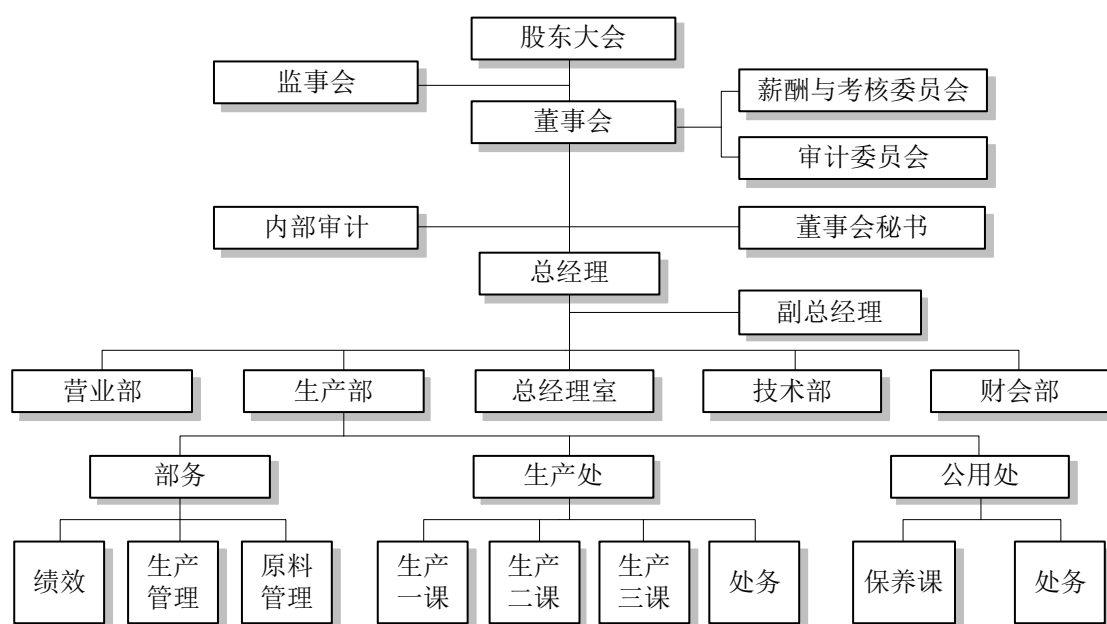 股东大会
监事会
董事会
薪酬与考核委员会
审计委员会
内部审计
董事会秘书
总经理
副总经理
营业部
生产部
总经理室
技术部
财会部
部务
生产处
公用处
绩效
生产
管理
原料
管理
生产
一课
生产
二课
生产
三课
处务
保养课
处务